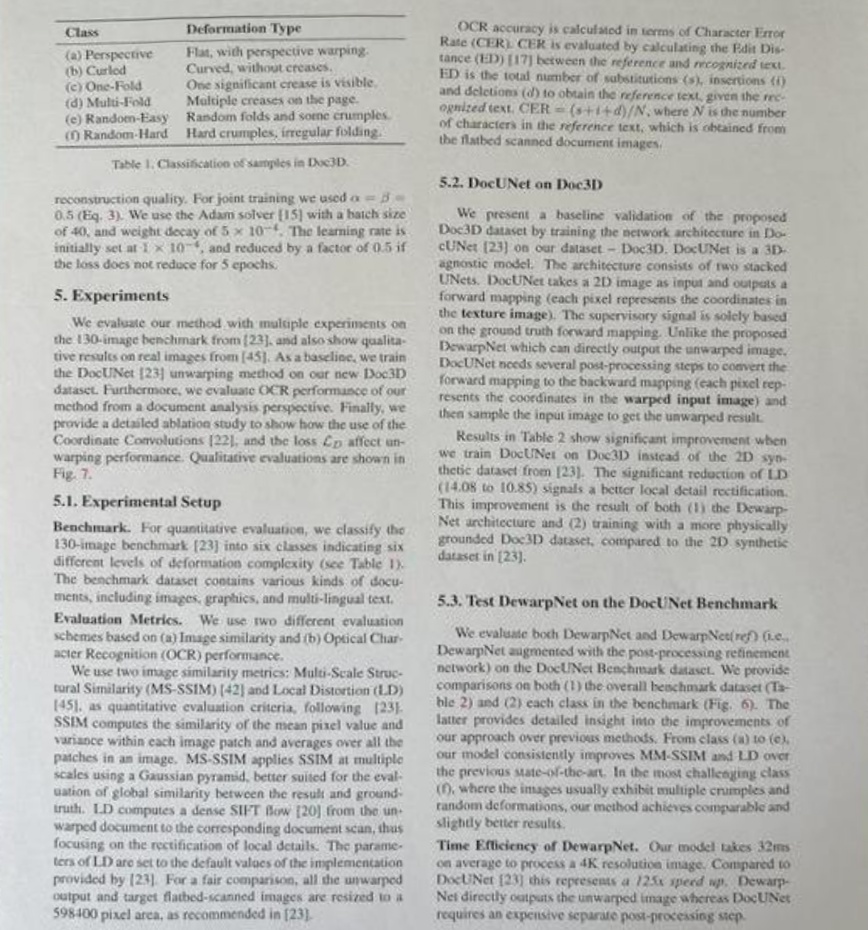 Class Deformation Type
(a) Perspective Flat, with perspective warping.
(b) Curled Curved, without creases.
(c) One-Fold One significant crease is visible.
(d) Multi-Fold Multiple creases on the page.
(e) Random-Easy Random folds and some crumples.
(f) Random-Hard Hard crumples, irregular folding.
Table 1. Classification of samples in Doc3D.
reconstruction quality. For joint training we used α = β =
0.5 (Eq. 3). We use the Adam solver [15] with a batch size
of 40, and weight decay of 5 × 10⁻⁴. The learning rate is
initially set at 1 × 10⁻⁴, and reduced by a factor of 0.5 if
the loss does not reduce for 5 epochs.
5. Experiments
We evaluate our method with multiple experiments on
the 130-image benchmark from [23], and also show qualita-
tive results on real images from [45]. As a baseline, we train
the DocUNet [23] unwarping method on our new Doc3D
dataset. Furthermore, we evaluate OCR performance of our
method from a document analysis perspective. Finally, we
provide a detailed ablation study to show how the use of the
Coordinate Convolutions [22], and the loss ℒD affect un-
warping performance. Qualitative evaluations are shown in
Fig. 7.
5.1. Experimental Setup
Benchmark. For quantitative evaluation, we classify the
130-image benchmark [23] into six classes indicating six
different levels of deformation complexity (see Table 1).
The benchmark dataset contains various kinds of docu-
ments, including images, graphics, and multi-lingual text.
Evaluation Metrics. We use two different evaluation
schemes based on (a) Image similarity and (b) Optical Char-
acter Recognition (OCR) performance.
We use two image similarity metrics: Multi-Scale Struc-
tural Similarity (MS-SSIM) [42] and Local Distortion (LD)
[45], as quantitative evaluation criteria, following [23].
SSIM computes the similarity of the mean pixel value and
variance within each image patch and averages over all the
patches in an image. MS-SSIM applies SSIM at multiple
scales using a Gaussian pyramid, better suited for the eval-
uation of global similarity between the result and ground-
truth. LD computes a dense SIFT flow [20] from the un-
warped document to the corresponding document scan, thus
focusing on the rectification of local details. The parame-
ters of LD are set to the default values of the implementation
provided by [23]. For a fair comparison, all the unwarped
output and target flatbed-scanned images are resized to a
598400 pixel area, as recommended in [23].
OCR accuracy is calculated in terms of Character Error
Rate (CER). CER is evaluated by calculating the Edit Dis-
tance (ED) [17] between the reference and recognized text.
ED is the total number of substitutions (s), insertions (i)
and deletions (d) to obtain the reference text, given the rec-
ognized text. CER = (s+i+d)/N, where N is the number
of characters in the reference text, which is obtained from
the flatbed scanned document images.
5.2. DocUNet on Doc3D
We present a baseline validation of the proposed
Doc3D dataset by training the network architecture in Do-
cUNet [23] on our dataset – Doc3D. DocUNet is a 3D-
agnostic model. The architecture consists of two stacked
UNets. DocUNet takes a 2D image as input and outputs a
forward mapping (each pixel represents the coordinates in
the texture image). The supervisory signal is solely based
on the ground truth forward mapping. Unlike the proposed
DewarpNet which can directly output the unwarped image,
DocUNet needs several post-processing steps to convert the
forward mapping to the backward mapping (each pixel rep-
resents the coordinates in the warped input image) and
then sample the input image to get the unwarped result.
Results in Table 2 show significant improvement when
we train DocUNet on Doc3D instead of the 2D syn-
thetic dataset from [23]. The significant reduction of LD
(14.08 to 10.85) signals a better local detail rectification.
This improvement is the result of both (1) the Dewarp-
Net architecture and (2) training with a more physically
grounded Doc3D dataset, compared to the 2D synthetic
dataset in [23].
5.3. Test DewarpNet on the DocUNet Benchmark
We evaluate both DewarpNet and DewarpNet(ref) (i.e.,
DewarpNet augmented with the post-processing refinement
network) on the DocUNet Benchmark dataset. We provide
comparisons on both (1) the overall benchmark dataset (Ta-
ble 2) and (2) each class in the benchmark (Fig. 6). The
latter provides detailed insight into the improvements of
our approach over previous methods. From class (a) to (e),
our model consistently improves MM-SSIM and LD over
the previous state-of-the-art. In the most challenging class
(f), where the images usually exhibit multiple crumples and
random deformations, our method achieves comparable and
slightly better results.
Time Efficiency of DewarpNet. Our model takes 32ms
on average to process a 4K resolution image. Compared to
DocUNet [23] this represents a 125x speed up. Dewarp-
Net directly outputs the unwarped image whereas DocUNet
requires an expensive separate post-processing step.